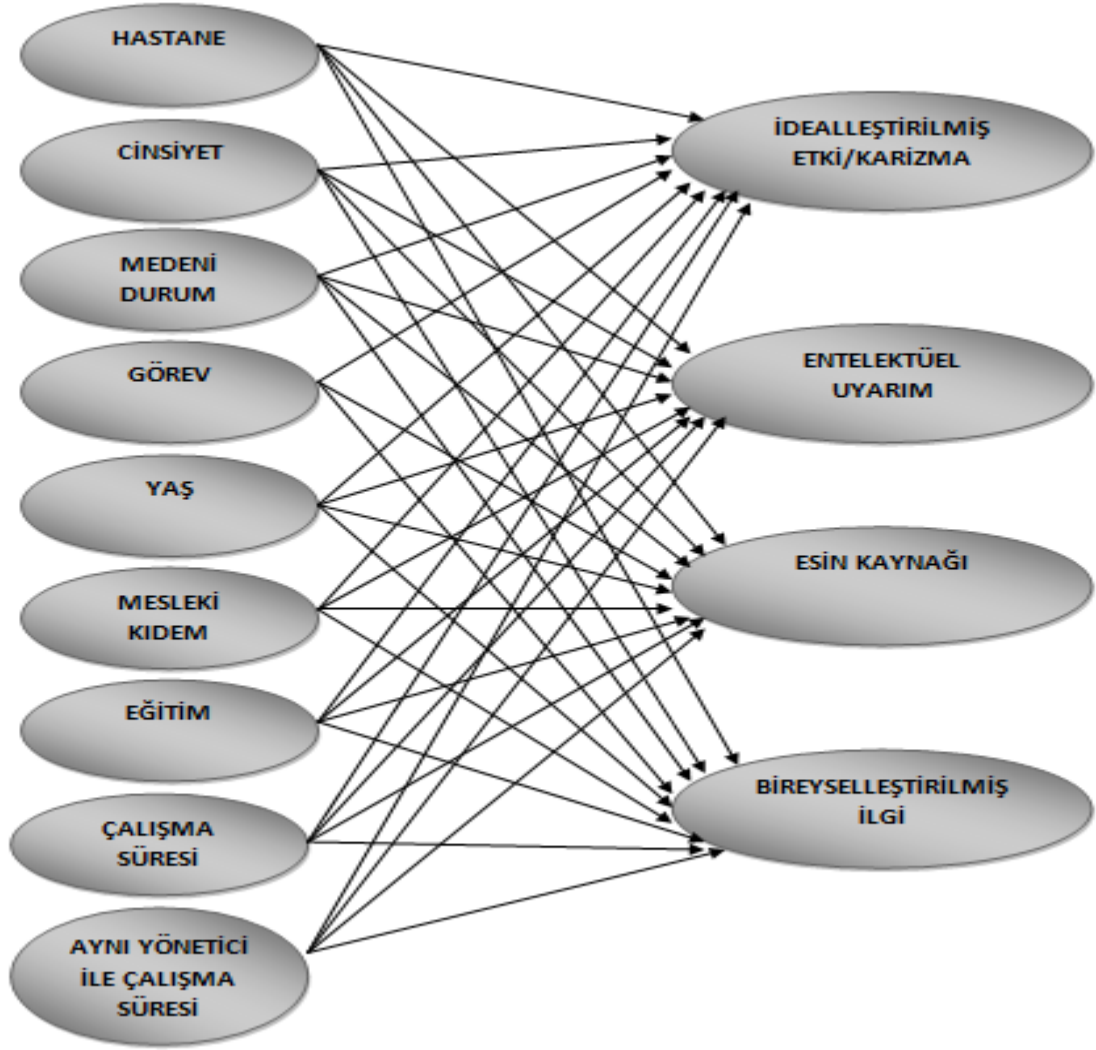 HASTANE
CİNSİYET
MEDENİ
DURUM
GÖREV
YAŞ
MESLEKİ
KIDEM
EĞİTİM
ÇALIŞMA
SÜRESİ
AYNI YÖNETİCİ
İLE ÇALIŞMA
SÜRESİ
İDEALLEŞTİRİLMİŞ
ETKİ/KARİZMA
ENTELEKTÜEL
UYARIM
ESİN KAYNAĞI
BİREYSELLEŞTİRİLMİŞ
İLGİ